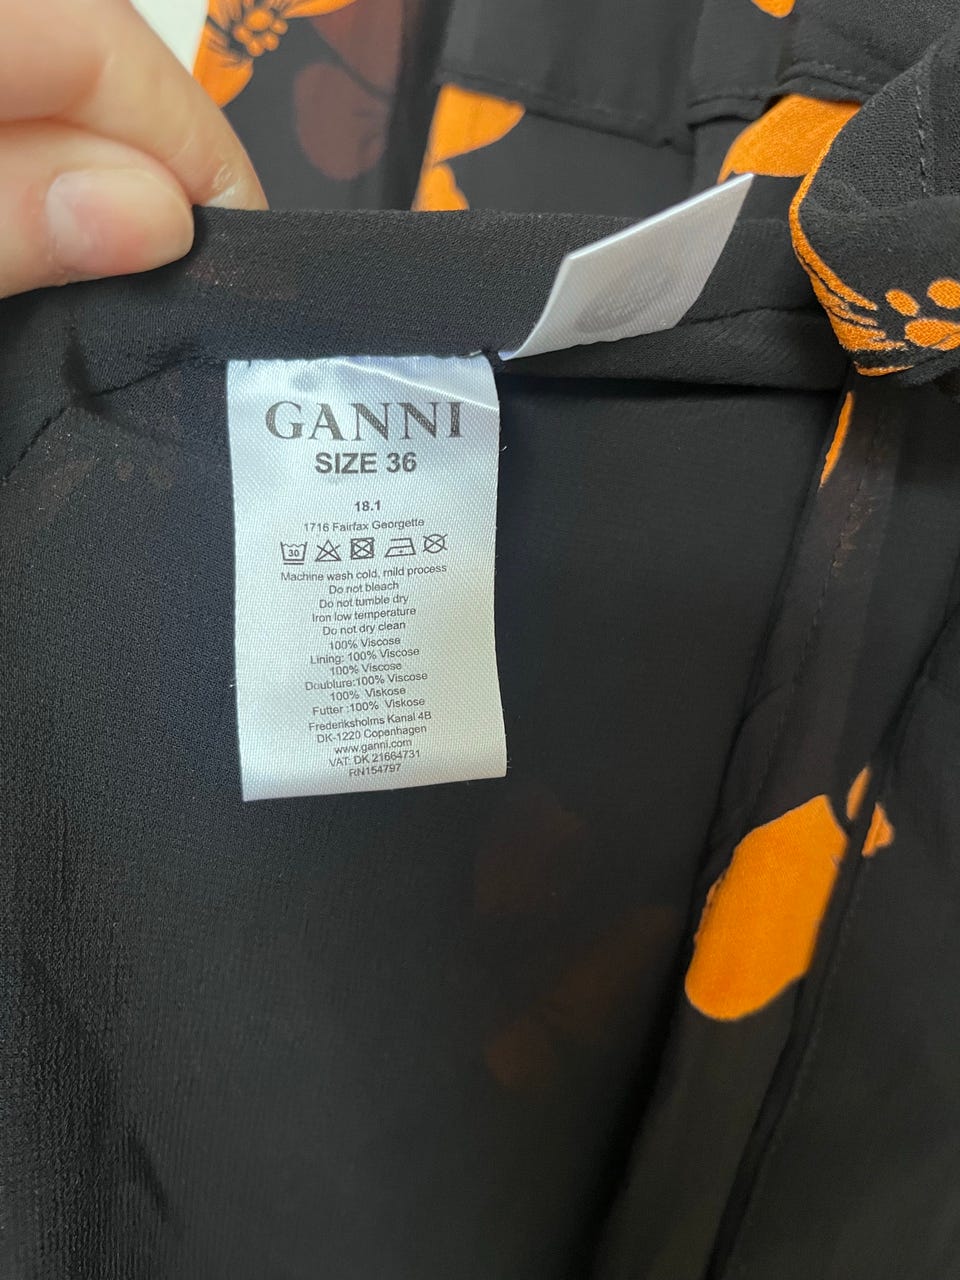 GANNI
SIZE 36
18.1
1716 Fairfax Georgette
30
Machine wash cold, mild process
Do not bleach
Do not tumble dry
Iron low temperature
Do not dry clean
100% Viscose
Lining: 100% Viscose
100% Viscose
Doublure:100% Viscose
100% Viskose
Futter :100% Viskose
Frederiksholms Kanal 4B
DK-1220 Copenhagen
www.ganni.com
VAT: DK 21664731
RN154797